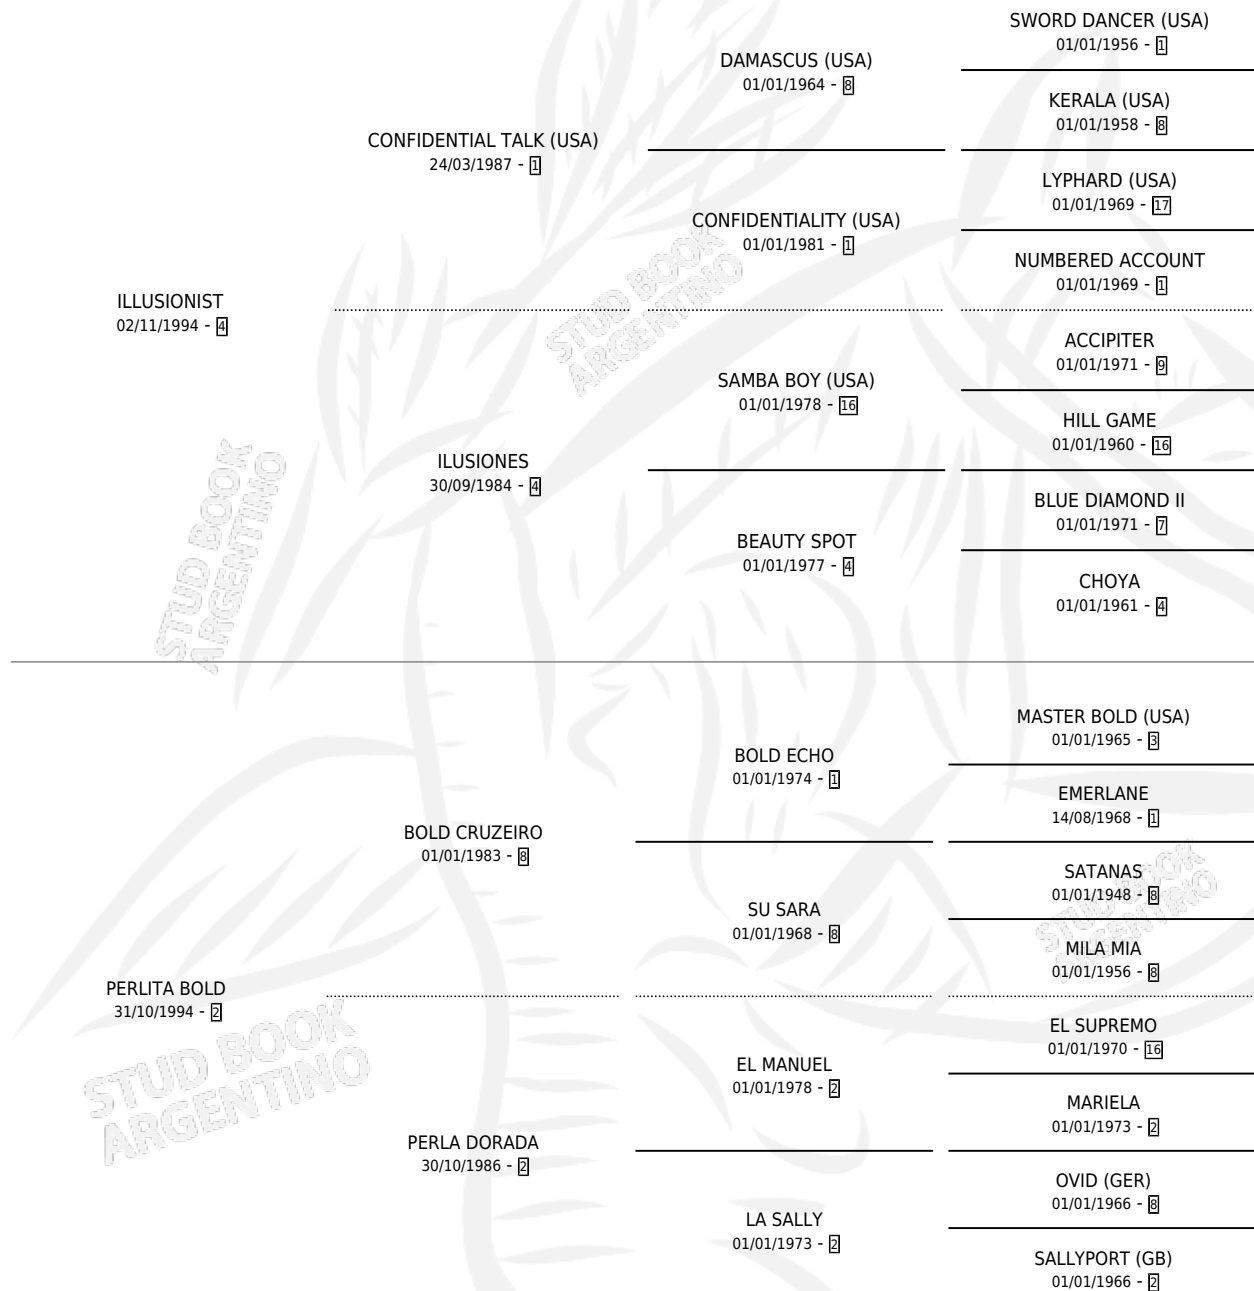 SWORD DANCER (USA)
01/01/1956 - 1
DAMASCUS (USA)
01/01/1964 - 8
KERALA (USA)
01/01/1958 - 8
CONFIDENTIAL TALK (USA)
24/03/1987 - 1
LYPHARD (USA)
01/01/1969 - 17
CONFIDENTIALITY (USA)
01/01/1981 - 1
NUMBERED ACCOUNT
01/01/1969 - 1
ILLUSIONIST
02/11/1994 - 4
STUD BOOK
ARGENTINO
ACCIPITER
01/01/1971 - 9
SAMBA BOY (USA)
01/01/1978 - 16
HILL GAME
01/01/1960 - 16
ILUSIONES
30/09/1984 - 4
STUD BOOK
ARGENTINO
BLUE DIAMOND II
01/01/1971 - 7
BEAUTY SPOT
01/01/1977 - 4
CHOYA
01/01/1961 - 4
MASTER BOLD (USA)
01/01/1965 - 3
BOLD ECHO
01/01/1974 - 1
EMERLANE
14/08/1968 - 1
BOLD CRUZEIRO
01/01/1983 - 8
SATANAS
01/01/1948 - 8
STUD BOOK
ARGENTINO
SU SARA
01/01/1968 - 8
MILA MIA
01/01/1956 - 8
PERLITA BOLD
31/10/1994 - 2
STUD BOOK
ARGENTINO
EL SUPREMO
01/01/1970 - 16
EL MANUEL
01/01/1978 - 2
MARIELA
01/01/1973 - 2
PERLA DORADA
30/10/1986 - 2
OVID (GER)
01/01/1966 - 8
LA SALLY
01/01/1973 - 2
SALLYPORT (GB)
01/01/1966 - 2